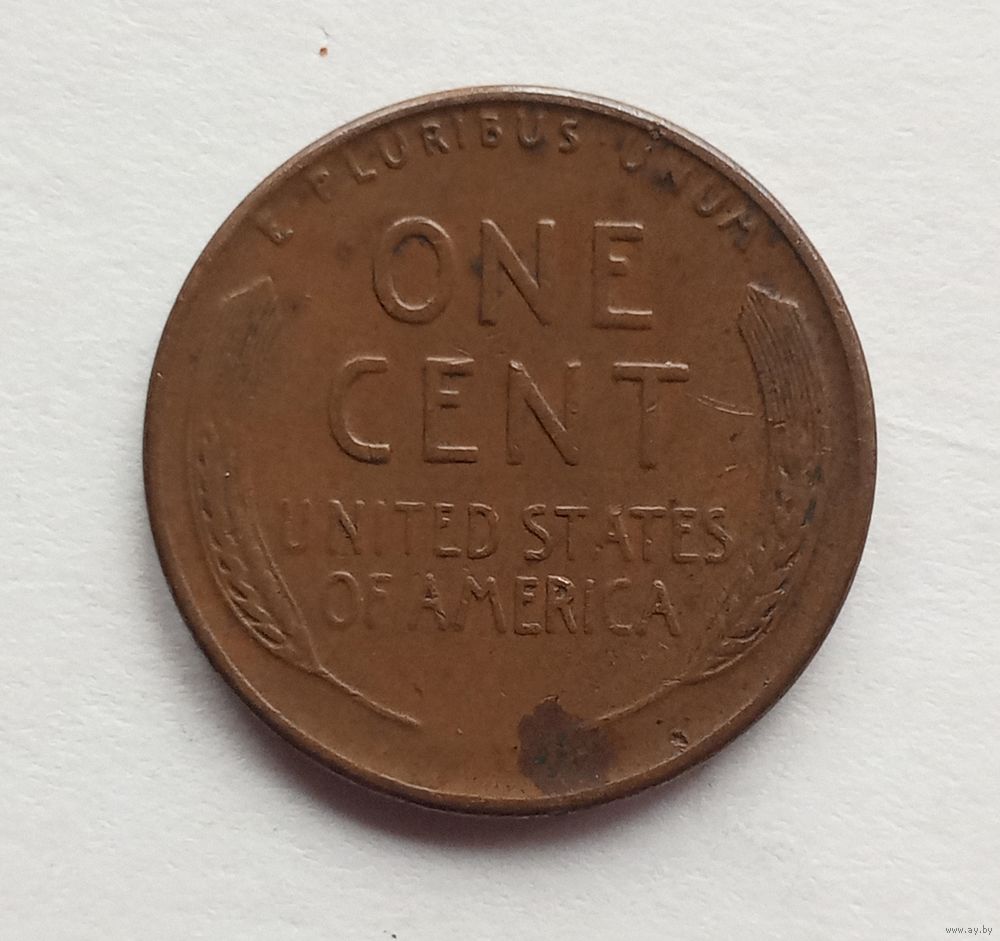 E · PLURIBUS · UNUM
ONE
CENT
UNITED STATES
OF AMERICA
www.ay.by